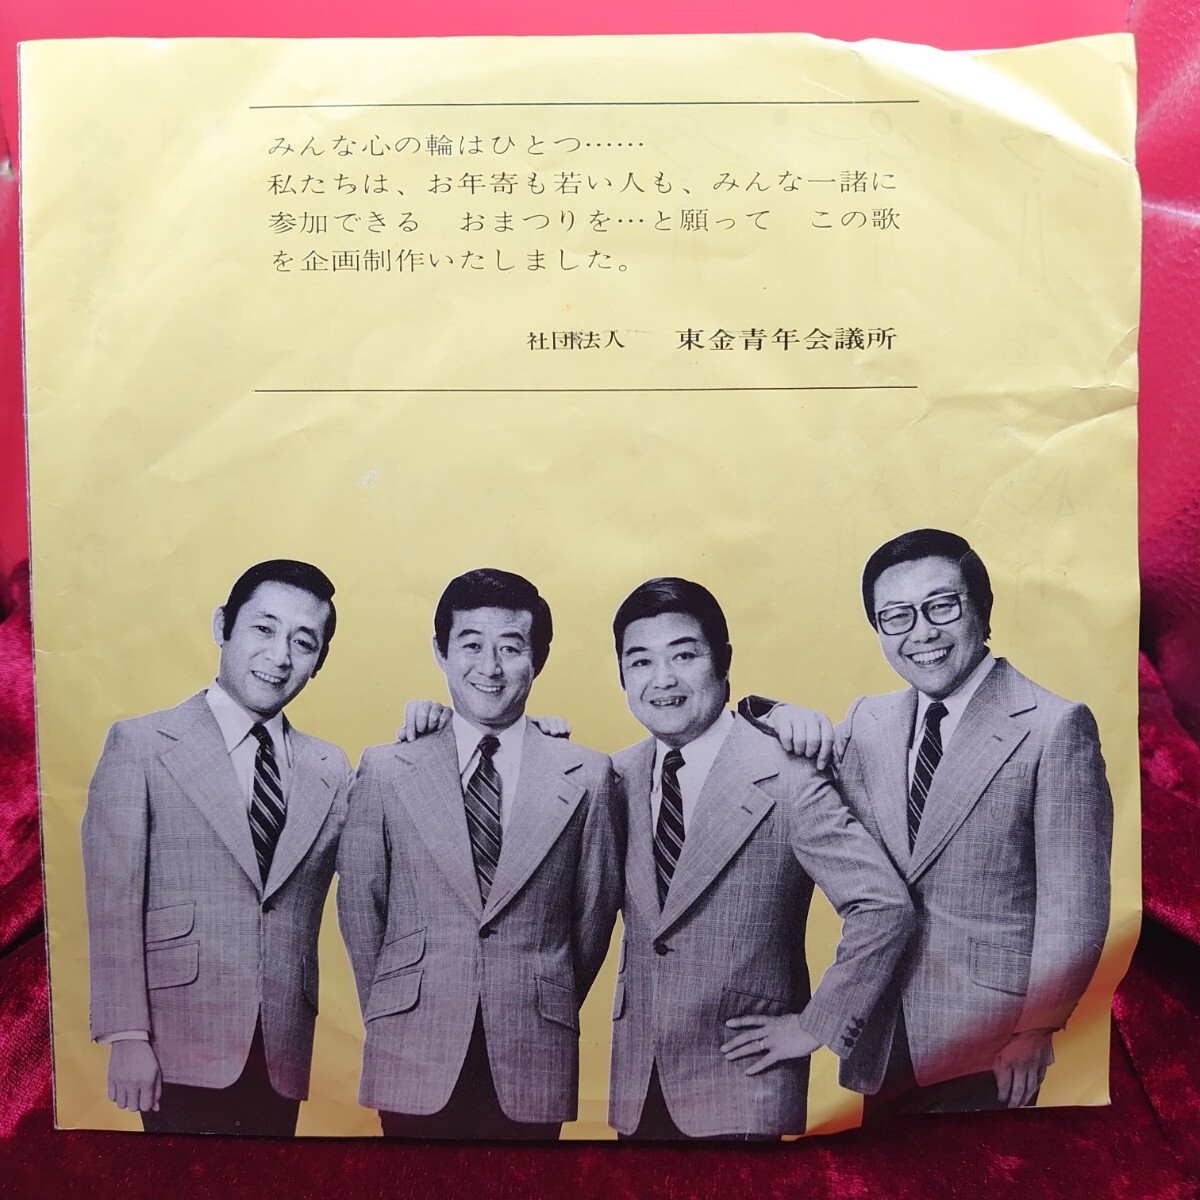 みんな心の輪はひとつ……
私たちは、お年寄も若い人も、みんな一諸に
参加できる　おまつりを…と願って　この歌
を企画制作いたしました。
社団法人　東金青年会議所